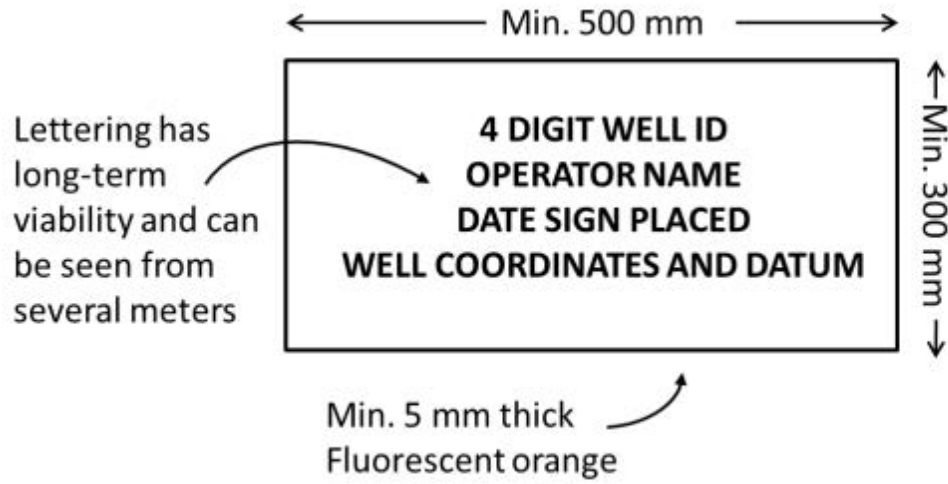 Min. 500 mm
Lettering has
long-term
viability and can
be seen from
several meters
4 DIGIT WELL ID
OPERATOR NAME
DATE SIGN PLACED
WELL COORDINATES AND DATUM
Min. 300 mm
Min. 5 mm thick
Fluorescent orange